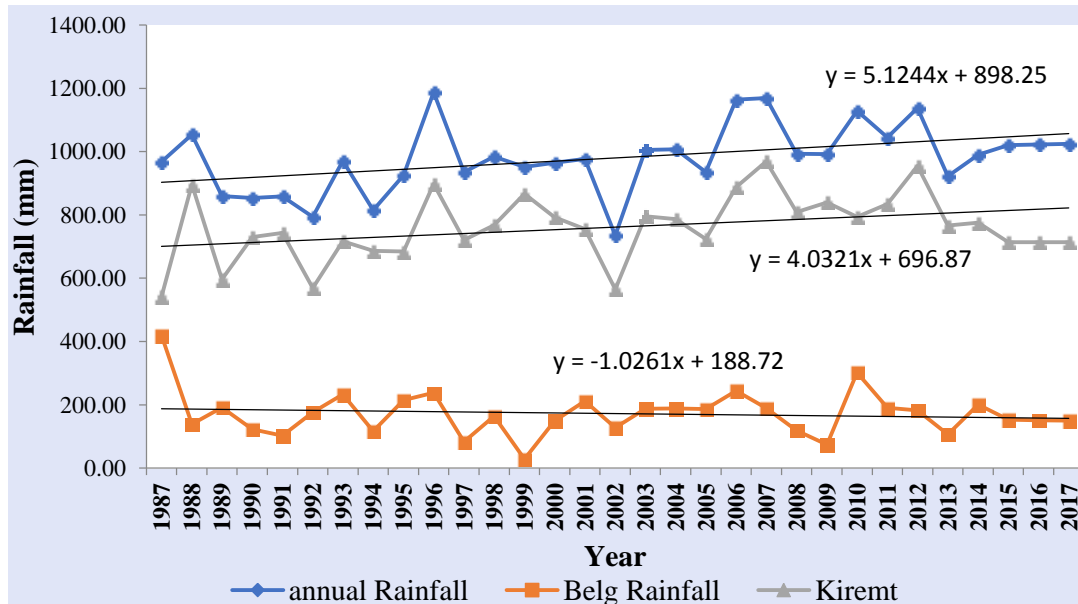 1400.00
1200.00
1000.00
800.00
600.00
400.00
200.00
0.00
Rainfall (mm)
y = 5.1244x + 898.25
y = 4.0321x + 696.87
y = -1.0261x + 188.72
1987 1988 1989 1990 1991 1992 1993 1994 1995 1996 1997 1998 1999 2000 2001 2002 2003 2004 2005 2006 2007 2008 2009 2010 2011 2012 2013 2014 2015 2016 2017
Year
annual Rainfall Belg Rainfall Kiremt